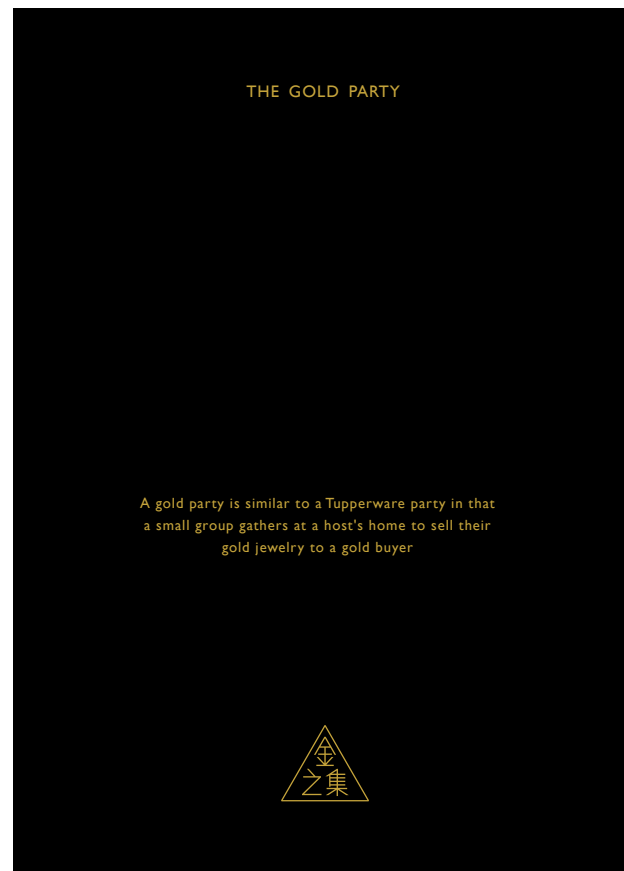 THE GOLD PARTY
A gold party is similar to a Tupperware party in that
a small group gathers at a host's home to sell their
gold jewelry to a gold buyer
金
之集